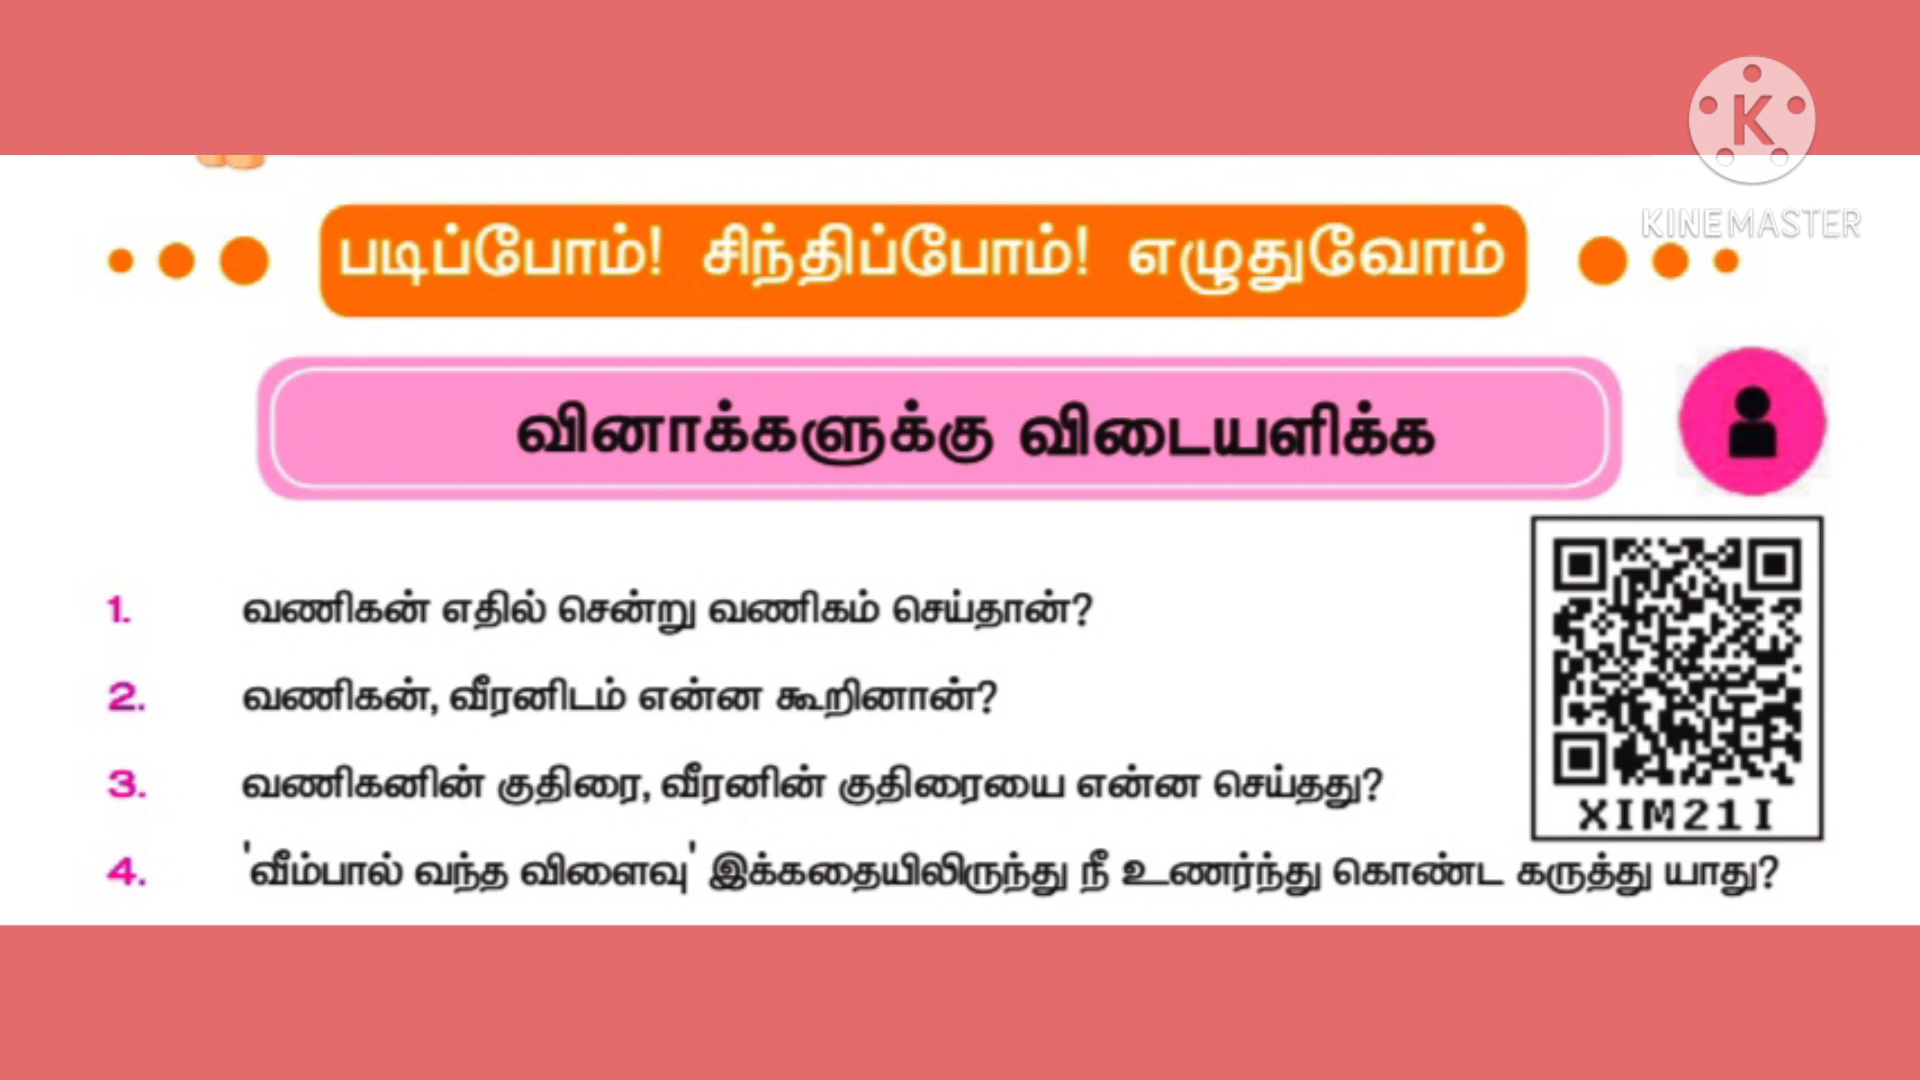 K
KINEMASTER
படிப்போம்! சிந்திப்போம்! எழுதுவோம்
வினாக்களுக்கு விடையளிக்க
1. வணிகன் எதில் சென்று வணிகம் செய்தான்?
2. வணிகன், வீரனிடம் என்ன கூறினான்?
3. வணிகனின் குதிரை, வீரனின் குதிரையை என்ன செய்தது?
XIM21I
4. 'வீம்பால் வந்த விளைவு' இக்கதையிலிருந்து நீ உணர்ந்து கொண்ட கருத்து யாது?